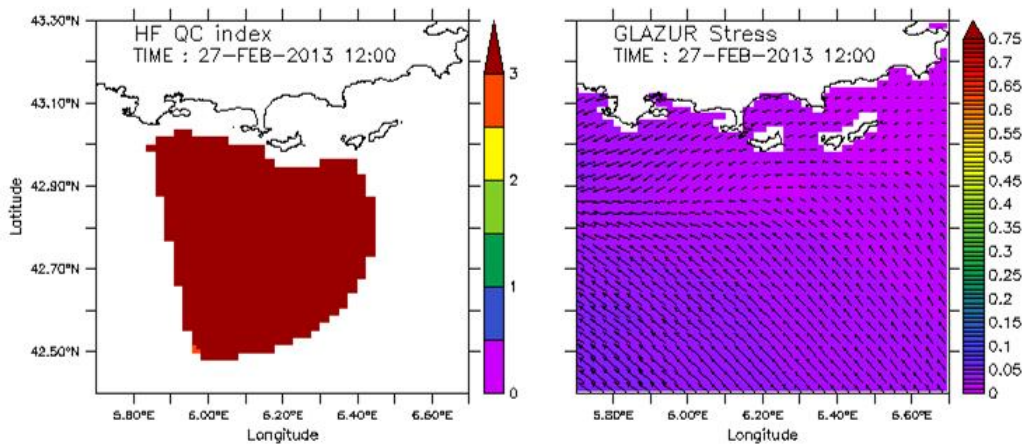 HF QC index
TIME : 27-FEB-2013 12:00
43.30°N
43.10°N
42.90°N
42.70°N
42.50°N
Latitude
5.80°E 6.00°E 6.20°E 6.40°E 6.60°E
Longitude
3
2
1
0
GLAZUR Stress
TIME : 27-FEB-2013 12:00
5.80°E 6.00°E 6.20°E 6.40°E 6.60°E
Longitude
0.75
0.7
0.65
0.6
0.55
0.5
0.45
0.4
0.35
0.3
0.25
0.2
0.15
0.1
0.05
0